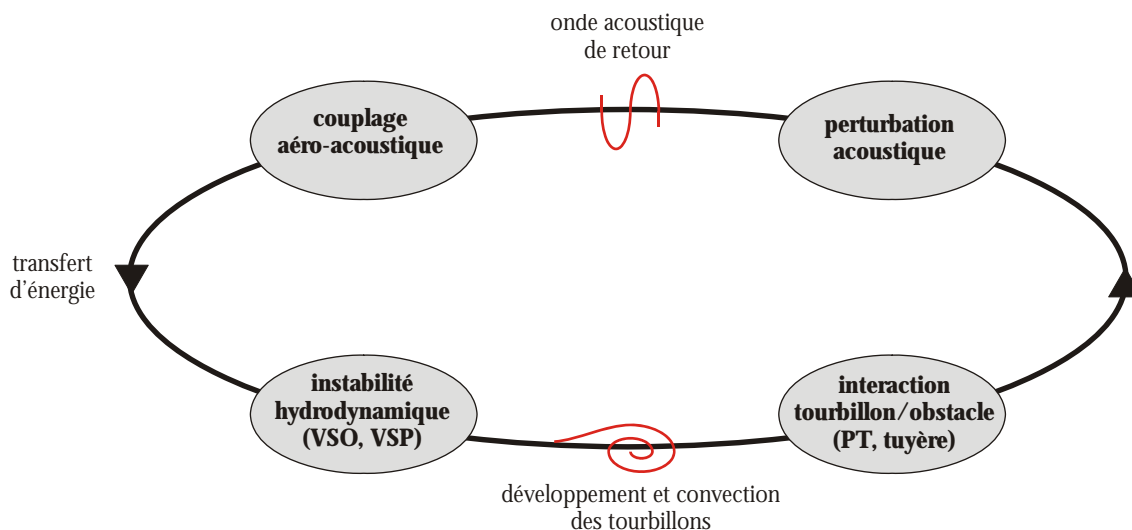 onde acoustique
de retour
couplage
aéro-acoustique
perturbation
acoustique
transfert
d'énergie
instabilité
hydrodynamique
(VSO, VSP)
interaction
tourbillon/obstacle
(PT, tuyère)
développement et convection
des tourbillons